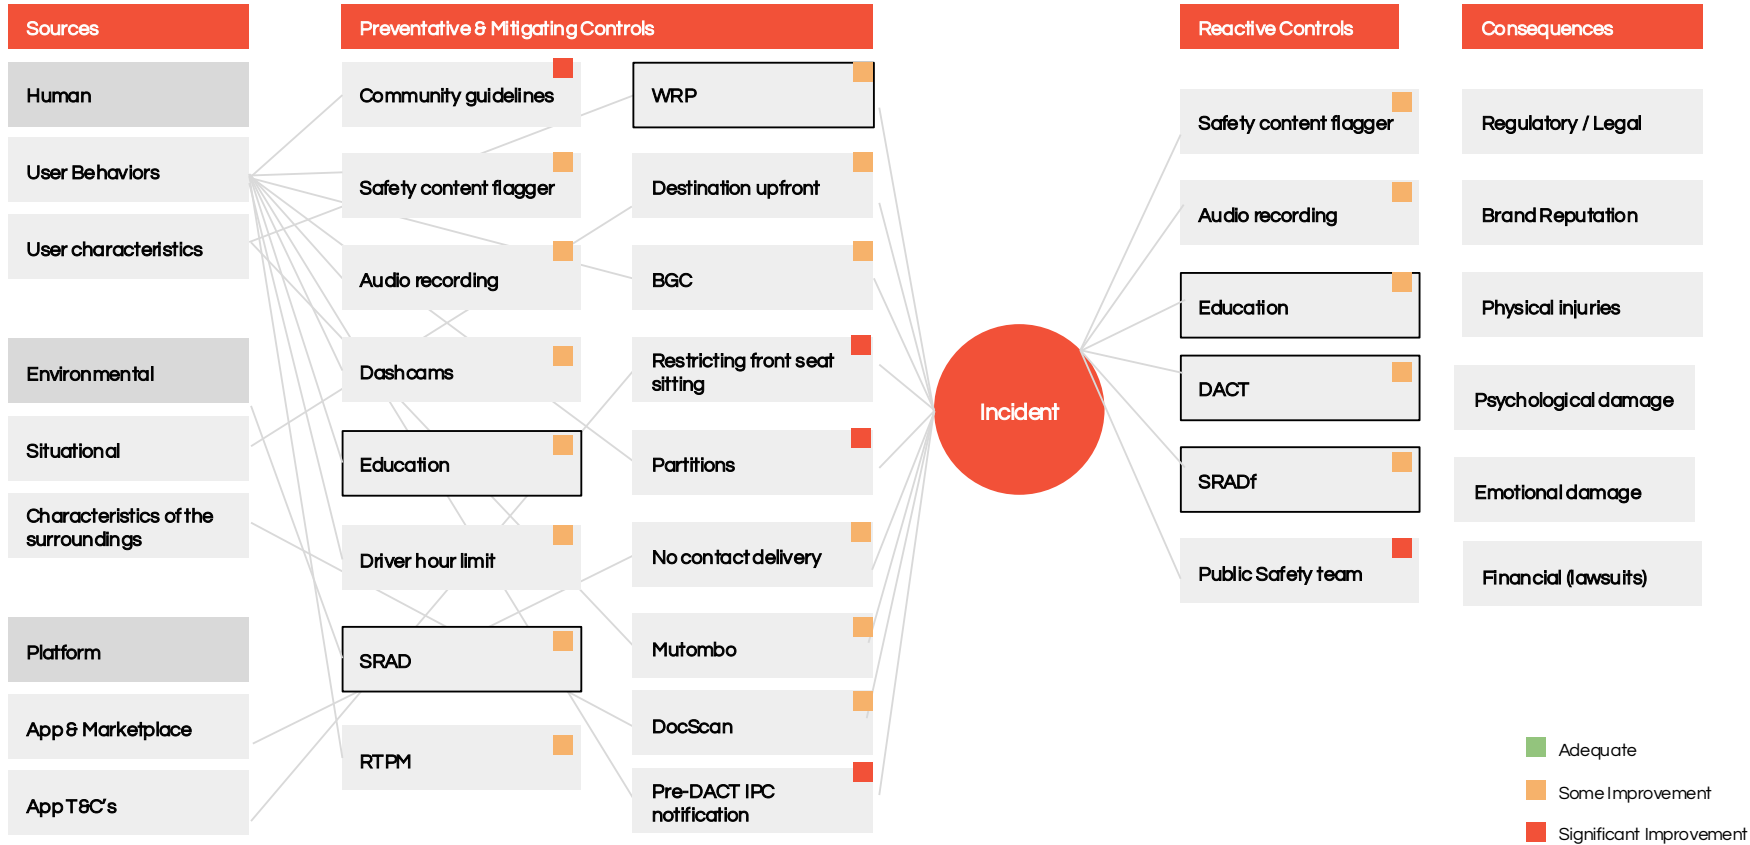 Sources
Preventative & Mitigating Controls
Reactive Controls
Consequences
Human
User Behaviors
User characteristics
Environmental
Situational
Characteristics of the
surroundings
Platform
App & Marketplace
App T&C's
Community guidelines
Safety content flagger
Audio recording
Dashcams
Education
Driver hour limit
SRAD
RTPM
WRP
Destination upfront
BGC
Restricting front seat
sitting
Partitions
No contact delivery
Mutombo
DocScan
Pre-DACT IPC
notification
Incident
Safety content flagger
Audio recording
Education
DACT
SRADf
Public Safety team
Regulatory / Legal
Brand Reputation
Physical injuries
Psychological damage
Emotional damage
Financial (lawsuits)
Adequate
Some Improvement
Significant Improvement